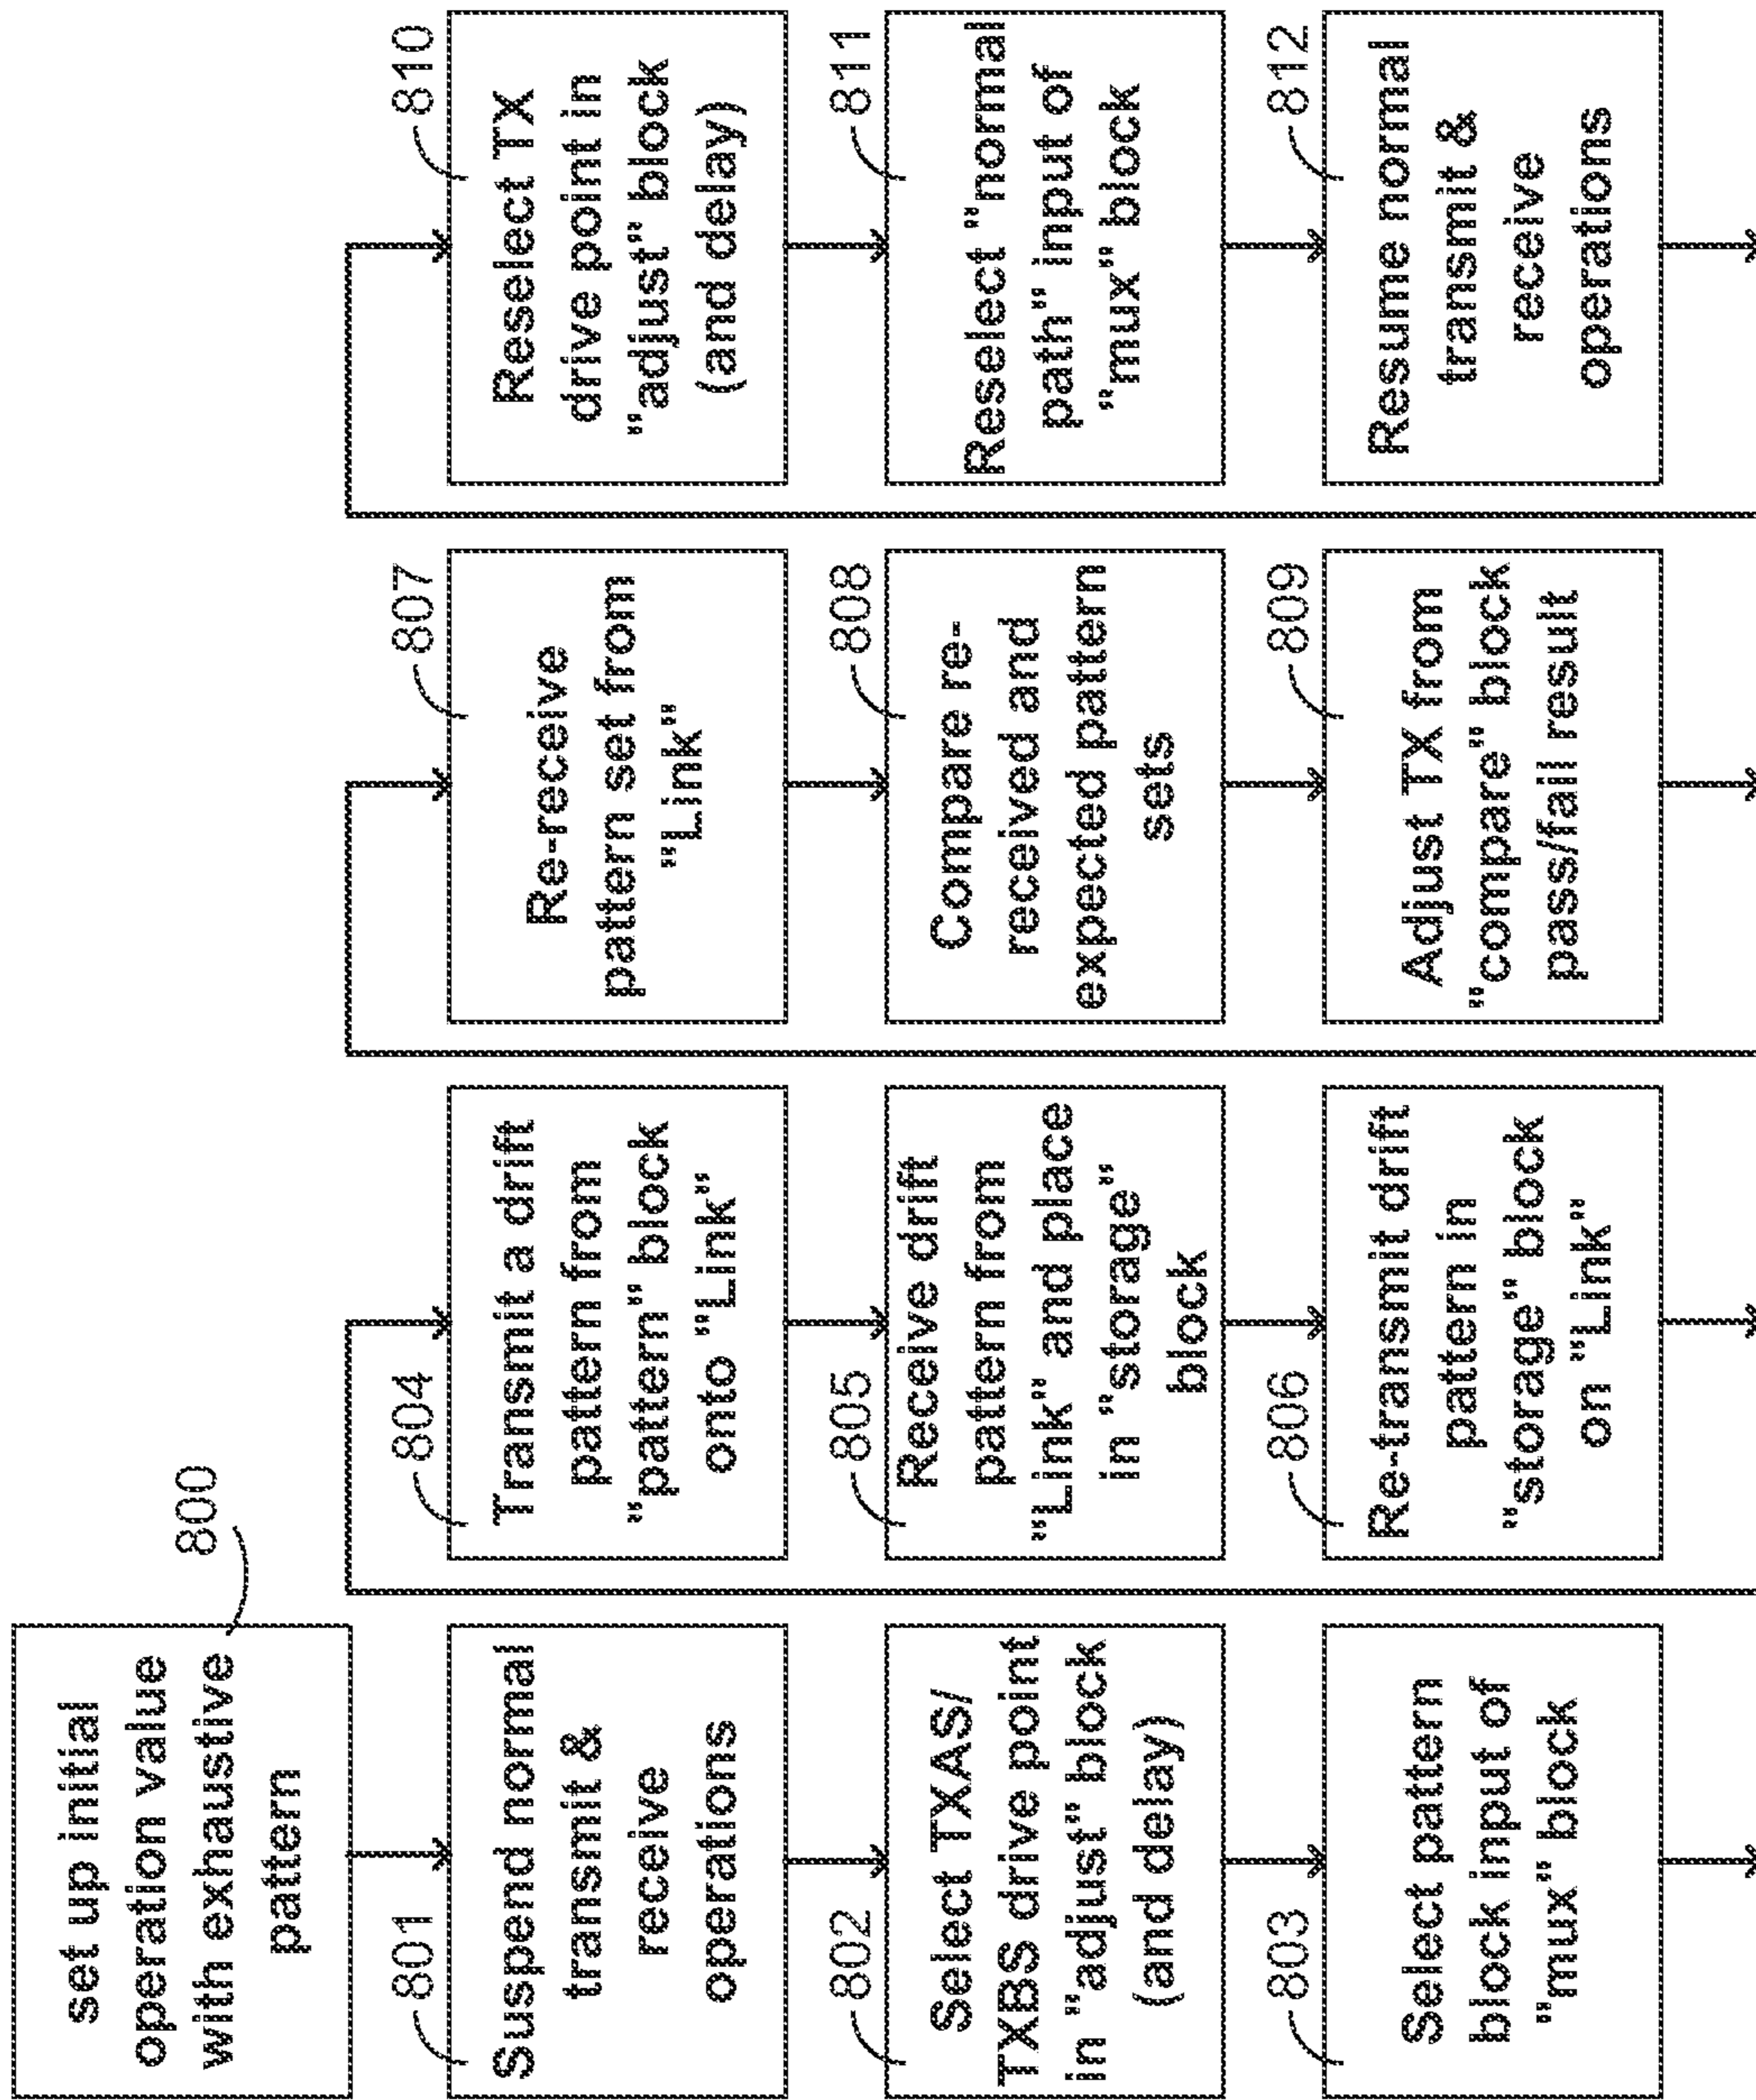 800
set up initial
operation value
with exhaustive
pattern
801
Suspend normal
transmit &
receive
operations
802
Select TXAS/
TXBS drive point
in "adjust" block
(and delay)
803
Select pattern
block input of
"mux" block
804
Transmit a drift
pattern from
"pattern" block
onto "Link"
805
Receive drift
pattern from
"Link" and place
in "storage"
block
806
Re-transmit drift
pattern in
"storage" block
on "Link"
807
Re-receive
pattern set from
"Link"
808
Compare re-
received and
expected pattern
sets
809
Adjust TX from
"compare" block
pass/fail result
810
Reselect TX
drive point in
"adjust" block
(and delay)
811
Reselect "normal
path" input of
"mux" block
812
Resume normal
transmit &
receive
operations